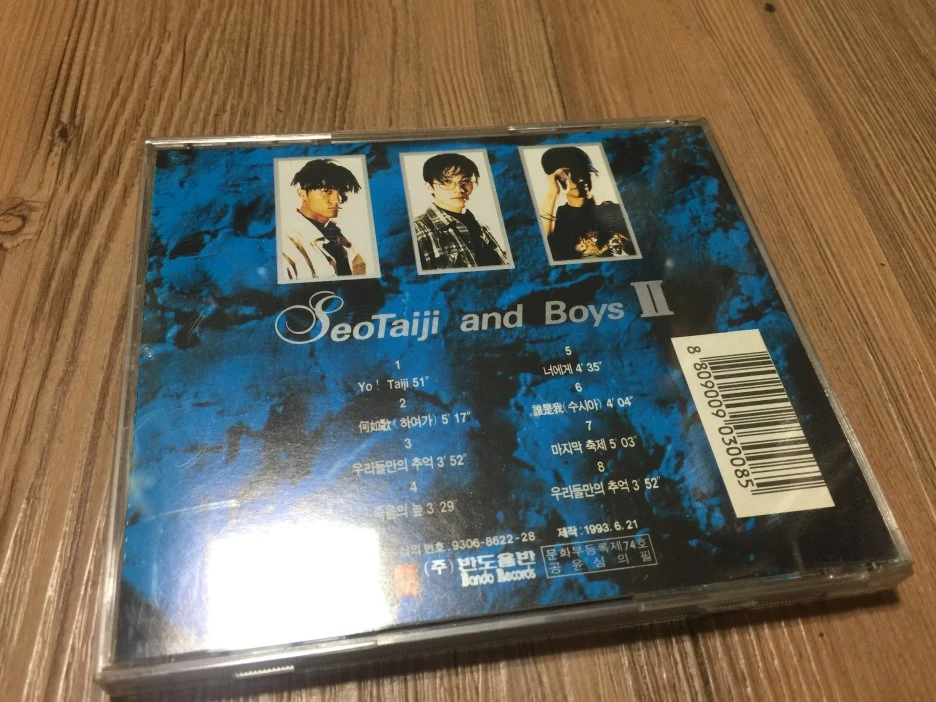 SeoTaiji and Boys II
1
Yo! Taiji 51"
2
何如歌(하여가) 5' 17"
3
우리들만의 추억 3' 52"
4
죽음의 늪 3 29
5
너에게 4' 35"
6
誰是我(수시아) 4' 04"
7
마지막 축제 5' 03
8
우리들만의 추억 3' 52"
8 809009 030085
심의 번호 : 9306-8622-28
제작 : 1993.6.21
(주) 반도음반
Bando Records
문화부등록제74호
공윤심의필